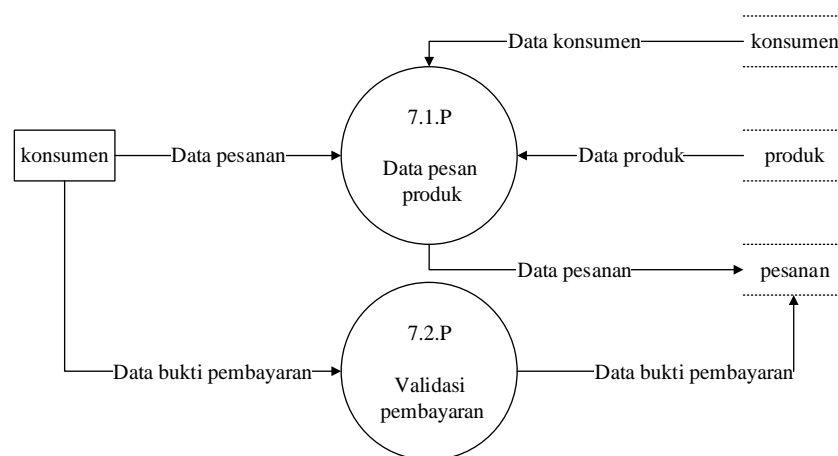 Data konsumen
konsumen
7.1.P
konsumen
Data pesanan
Data pesan
produk
Data produk
produk
Data pesanan
pesanan
7.2.P
Data bukti pembayaran
Validasi
pembayaran
Data bukti pembayaran